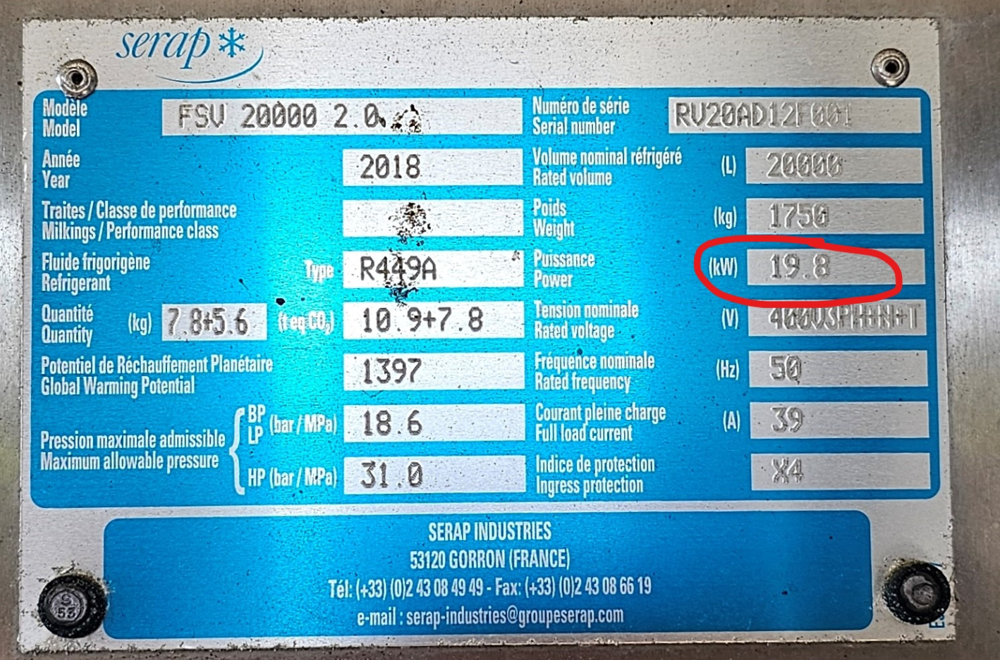 serap
Modèle
Model
FSV 20000 2.0
Numéro de série
Serial number
RV20AD12F001
Année
Year
2018
Volume nominal réfrigéré
Rated volume
(L)
20000
Traites / Classe de performance
Milkings / Performance class
Poids
Weight
(kg)
1750
Fluide frigorigène
Refrigerant
Type
R449A
Puissance
Power
(kW)
19.8
Quantité
Quantity
(kg)
7.8+5.6
(t eq CO₂)
10.9+7.8
Tension nominale
Rated voltage
(V)
400V3PH+N+T
Potentiel de Réchauffement Planétaire
Global Warming Potential
1397
Fréquence nominale
Rated frequency
(Hz)
50
Pression maximale admissible
Maximum allowable pressure
BP
LP
(bar / MPa)
18.6
HP (bar / MPa)
31.0
Courant pleine charge
Full load current
(A)
39
Indice de protection
Ingress protection
X4
SERAP INDUSTRIES
53120 GORRON (FRANCE)
Tél: (+33) (0)2 43 08 49 49 - Fax: (+33) (0)2 43 08 66 19
e-mail : serap-industries@groupeserap.com